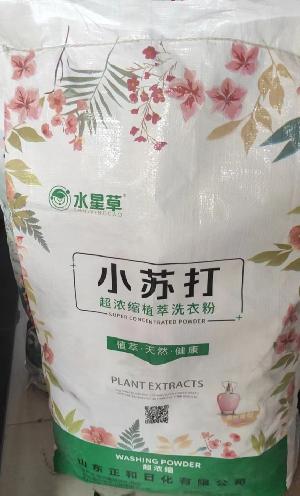 水星草®
SHUIXINGCAO
小苏打
超浓缩植萃洗衣粉
SUPER CONCENTRATED POWDER
植萃·天然·健康
PLANT EXTRACTS
WASHING POWDER
超浓缩
山东正和日化有限公司